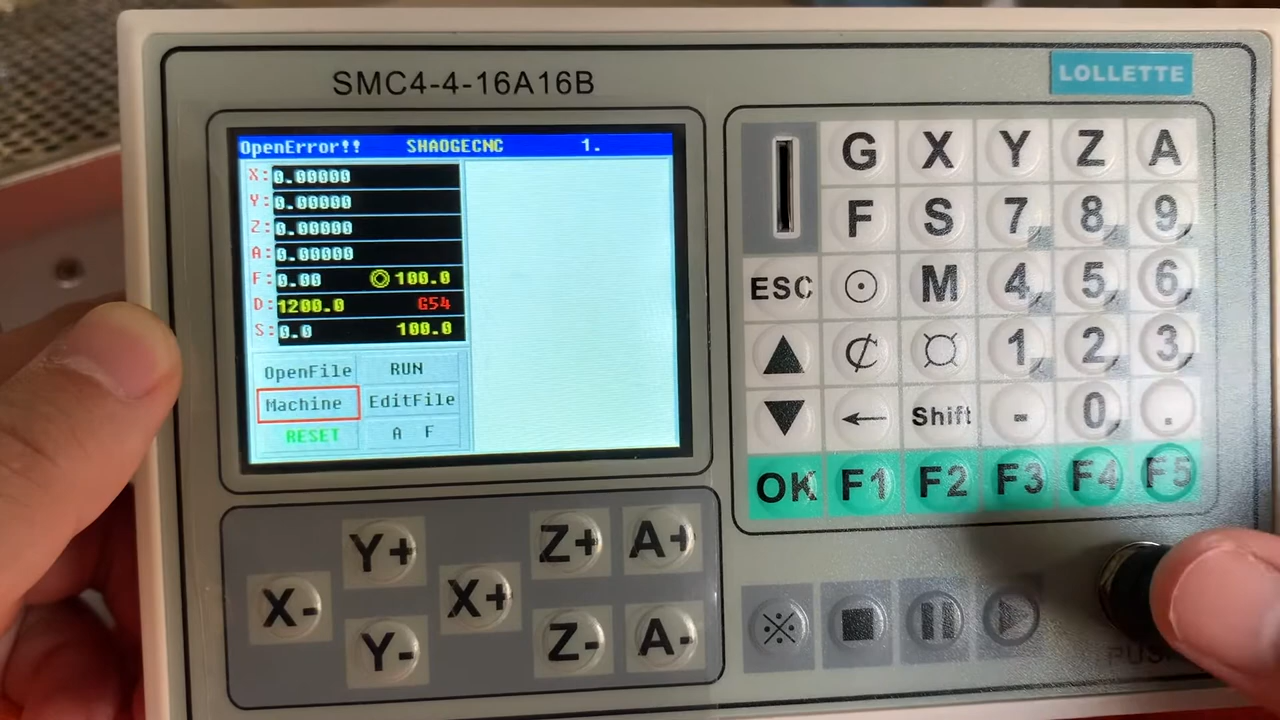 SMC4-4-16A16B
LOLLETTE
OpenError!! SHAOGECNC 1.
X: 0.00000
Y: 0.00000
Z: 0.00000
A: 0.00000
F: 0.00 100.0
D: 1200.0 G54
S: 0.0 100.0
OpenFile RUN
Machine EditFile
RESET A F
G X Y Z A
F S 7 8 9
ESC M 4 5 6
1 2 3
Shift - 0 .
OK F1 F2 F3 F4 F5
Y+ Z+ A+
X- X+
Y- Z- A-